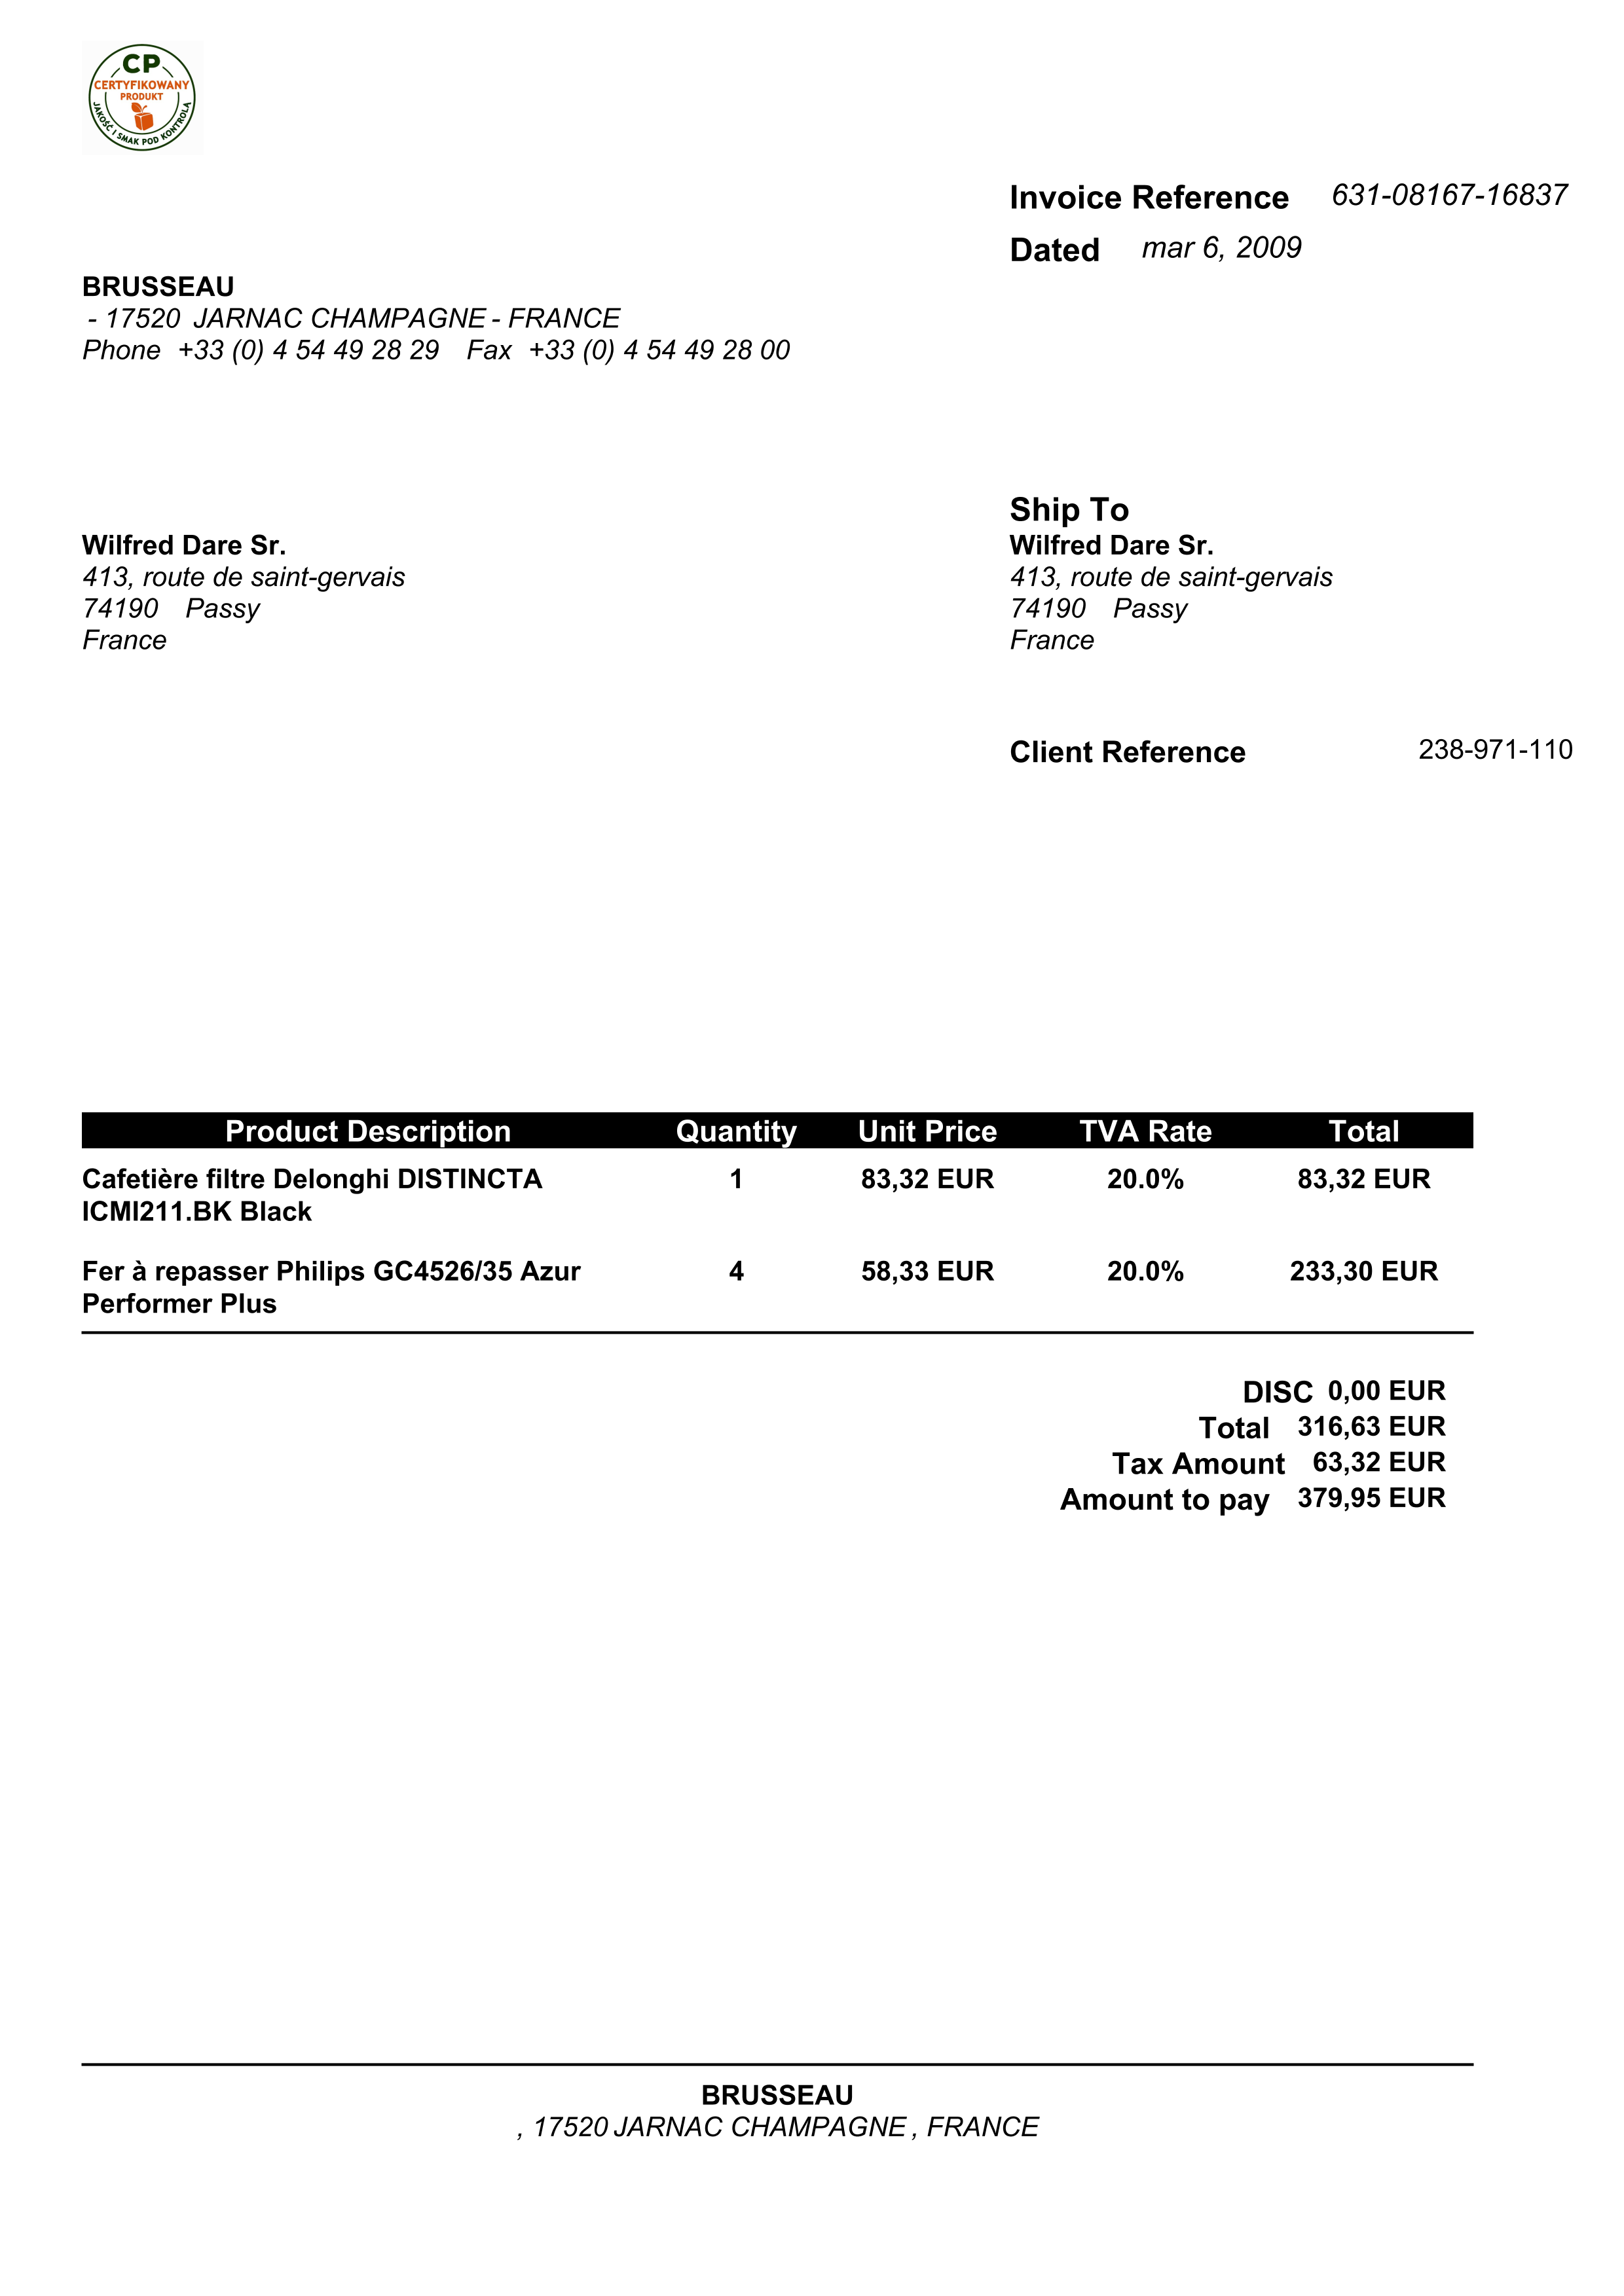 CP
CERTYFIKOWANY
PRODUKT
JAKOŚĆ I SMAK POD KONTROLĄ
Invoice Reference 631-08167-16837
Dated mar 6, 2009
BRUSSEAU
- 17520 JARNAC CHAMPAGNE - FRANCE
Phone +33 (0) 4 54 49 28 29 Fax +33 (0) 4 54 49 28 00
Ship To
Wilfred Dare Sr.
413, route de saint-gervais
74190 Passy
France
Wilfred Dare Sr.
413, route de saint-gervais
74190 Passy
France
Client Reference 238-971-110
Product Description Quantity Unit Price TVA Rate Total
Cafetière filtre Delonghi DISTINCTA 1 83,32 EUR 20.0% 83,32 EUR
ICMI211.BK Black
Fer à repasser Philips GC4526/35 Azur 4 58,33 EUR 20.0% 233,30 EUR
Performer Plus
DISC 0,00 EUR
Total 316,63 EUR
Tax Amount 63,32 EUR
Amount to pay 379,95 EUR
BRUSSEAU
, 17520 JARNAC CHAMPAGNE , FRANCE